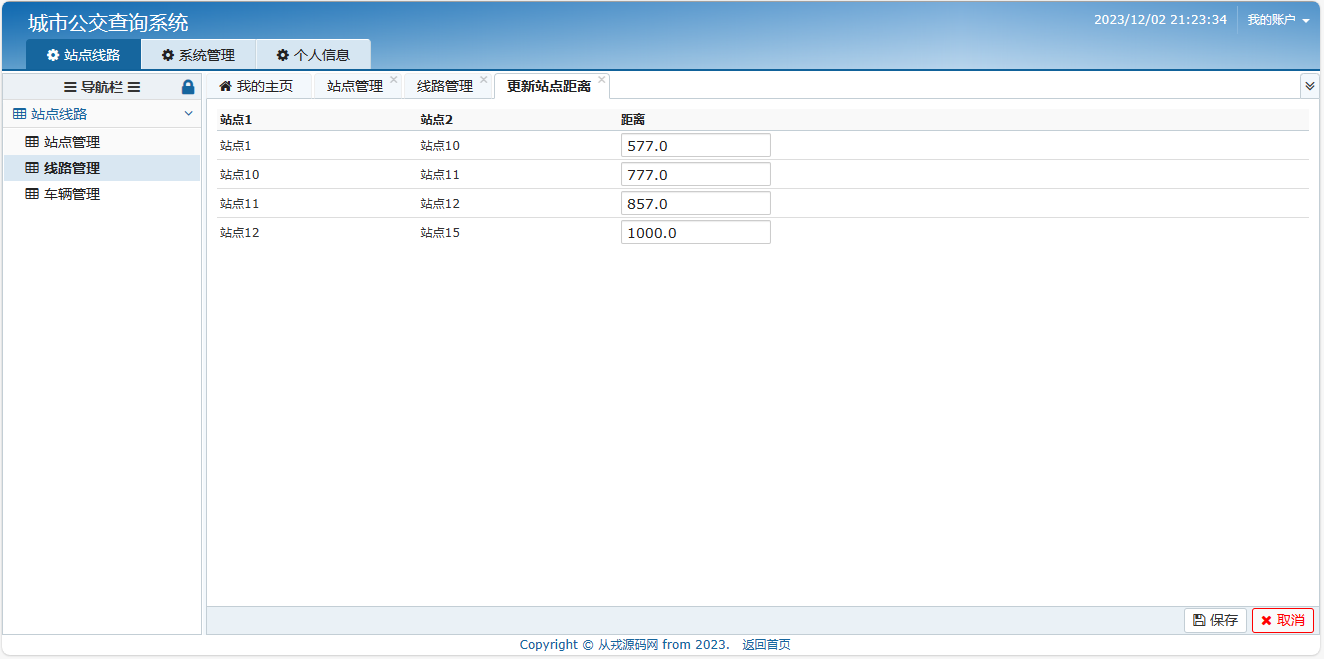 城市公交查询系统
2023/12/02 21:23:34 我的账户
站点线路 系统管理 个人信息
导航栏
我的主页 站点管理 线路管理 更新站点距离
站点线路
站点管理
线路管理
车辆管理
站点1 站点2 距离
站点1 站点10 577.0
站点10 站点11 777.0
站点11 站点12 857.0
站点12 站点15 1000.0
保存 取消
Copyright © 从戎源码网 from 2023. 返回首页